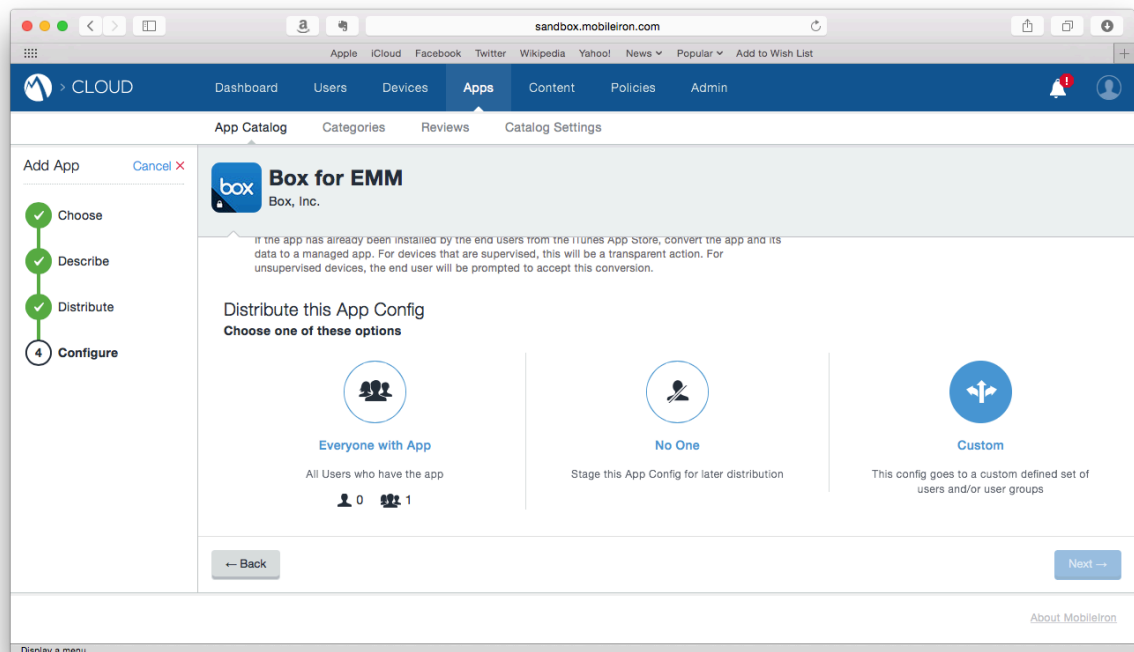 sandbox.mobileiron.com
Apple iCloud Facebook Twitter Wikipedia Yahoo! News Popular Add to Wish List
> CLOUD
Dashboard Users Devices Apps Content Policies Admin
!
App Catalog Categories Reviews Catalog Settings
Add App
Cancel ×
Choose
Describe
Distribute
4 Configure
box
Box for EMM
Box, Inc.
If the app has already been installed by the end users from the iTunes App Store, convert the app and its
data to a managed app. For devices that are supervised, this will be a transparent action. For
unsupervised devices, the end user will be prompted to accept this conversion.
Distribute this App Config
Choose one of these options
Everyone with App
All Users who have the app
0 1
No One
Stage this App Config for later distribution
Custom
This config goes to a custom defined set of
users and/or user groups
← Back
Next →
About MobileIron
Display a menu